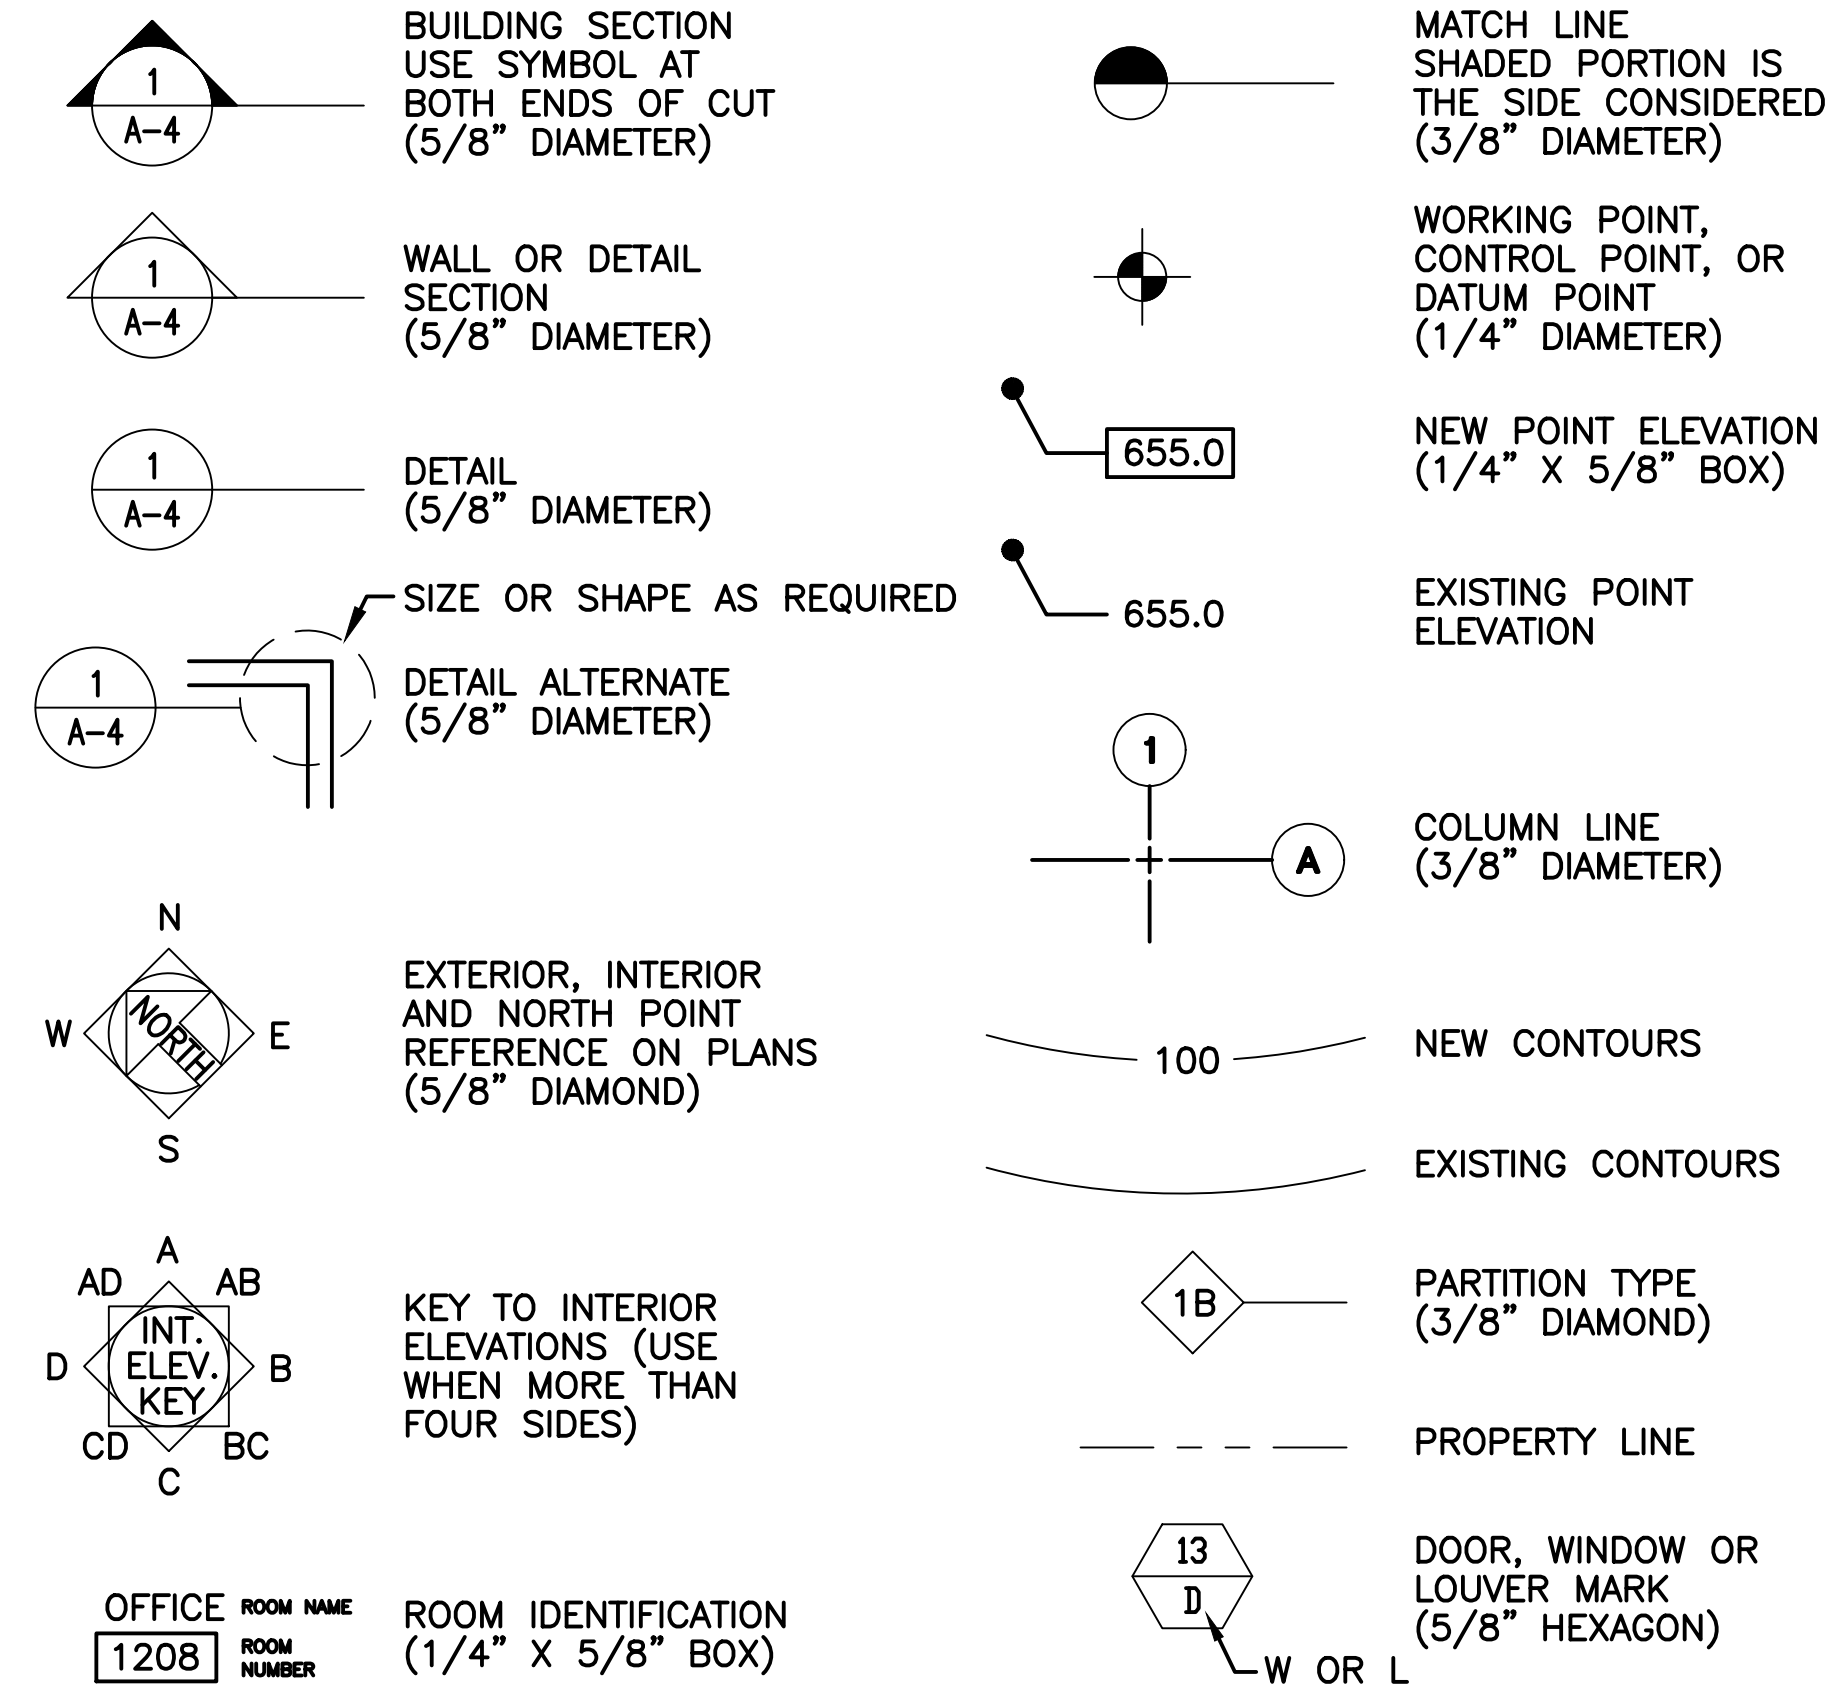 1
A-4
BUILDING SECTION
USE SYMBOL AT
BOTH ENDS OF CUT
(5/8” DIAMETER)
1
A-4
WALL OR DETAIL
SECTION
(5/8” DIAMETER)
1
A-4
DETAIL
(5/8” DIAMETER)
SIZE OR SHAPE AS REQUIRED
1
A-4
DETAIL ALTERNATE
(5/8” DIAMETER)
N
W
NORTH
E
S
EXTERIOR, INTERIOR
AND NORTH POINT
REFERENCE ON PLANS
(5/8” DIAMOND)
A
AD AB
INT.
D ELEV. B
KEY
CD BC
C
KEY TO INTERIOR
ELEVATIONS (USE
WHEN MORE THAN
FOUR SIDES)
OFFICE ROOM NAME
1208
ROOM
NUMBER
ROOM IDENTIFICATION
(1/4” X 5/8” BOX)
MATCH LINE
SHADED PORTION IS
THE SIDE CONSIDERED
(3/8” DIAMETER)
WORKING POINT,
CONTROL POINT, OR
DATUM POINT
(1/4” DIAMETER)
655.0
NEW POINT ELEVATION
(1/4” X 5/8” BOX)
655.0
EXISTING POINT
ELEVATION
1
A
COLUMN LINE
(3/8” DIAMETER)
100
NEW CONTOURS
EXISTING CONTOURS
1B
PARTITION TYPE
(3/8” DIAMOND)
PROPERTY LINE
13
D
W OR L
DOOR, WINDOW OR
LOUVER MARK
(5/8” HEXAGON)